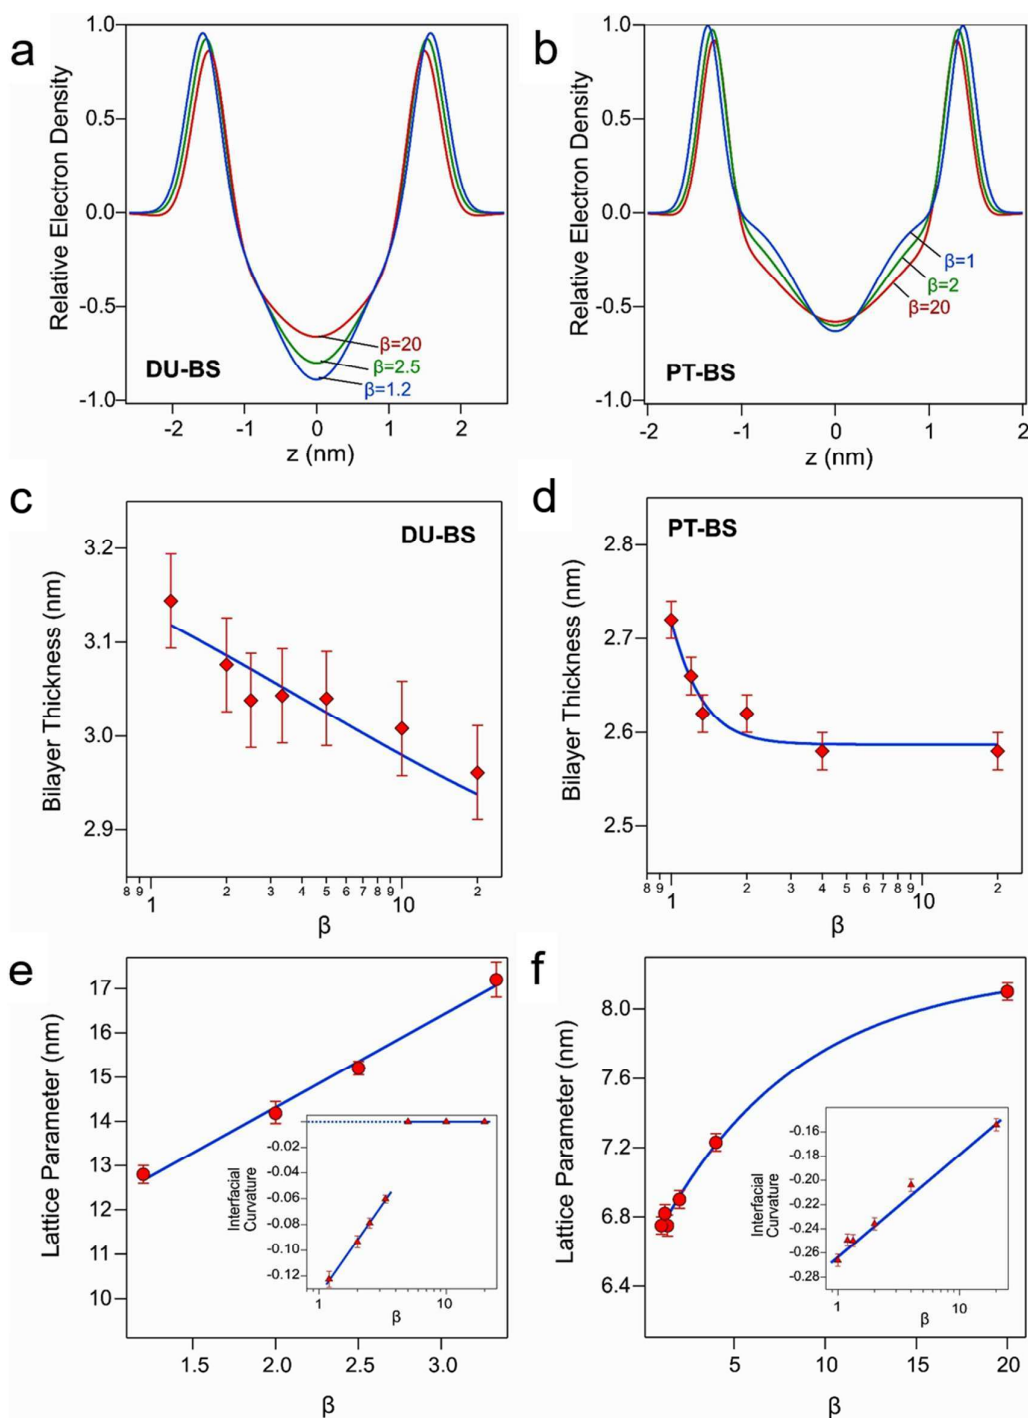 a
Relative Electron Density
1.0
0.5
0.0
-0.5
-1.0
DU-BS
β=20
β=2.5
β=1.2
-2 -1 0 1 2
z (nm)
b
Relative Electron Density
1.0
0.5
0.0
-0.5
-1.0
PT-BS
β=1
β=2
β=20
-2 -1 0 1 2
z (nm)
c
DU-BS
Bilayer Thickness (nm)
3.2
3.1
3.0
2.9
8 9 2 3 4 5 6 7 8 9 2
1 10
β
d
PT-BS
Bilayer Thickness (nm)
2.8
2.7
2.6
2.5
8 9 2 3 4 5 6 7 8 9 2
1 10
β
e
Lattice Parameter (nm)
17
16
15
14
13
12
10
1.5 2.0 2.5 3.0
β
Interfacial
Curvature
-0.02
-0.06
-0.10
-0.12
1 10
β
f
Lattice Parameter (nm)
8.0
7.6
7.2
6.8
6.4
5 10 15 20
β
Interfacial
Curvature
-0.16
-0.18
-0.20
-0.22
-0.24
-0.26
-0.28
1 10
β